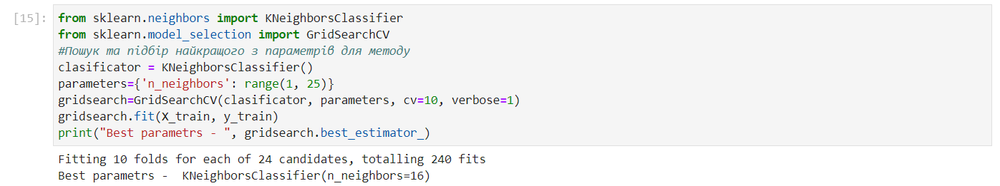 [15]:
from sklearn.neighbors import KNeighborsClassifier
from sklearn.model_selection import GridSearchCV
#Пошук та підбір найкращого з параметрів для методу
clasificator = KNeighborsClassifier()
parameters={'n_neighbors': range(1, 25)}
gridsearch=GridSearchCV(clasificator, parameters, cv=10, verbose=1)
gridsearch.fit(X_train, y_train)
print("Best parametrs - ", gridsearch.best_estimator_)
Fitting 10 folds for each of 24 candidates, totalling 240 fits
Best parametrs -  KNeighborsClassifier(n_neighbors=16)